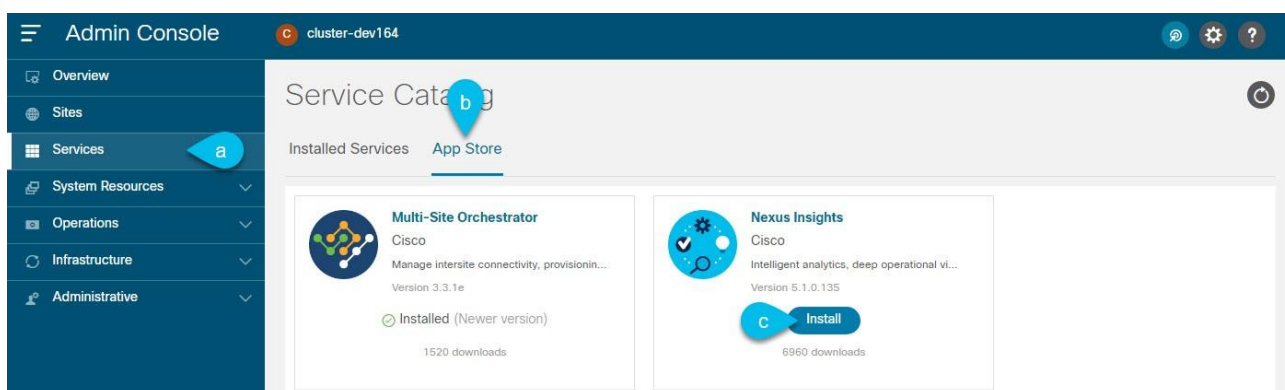 Admin Console
C cluster-dev164
?
Overview
Sites
Services
a
System Resources
Operations
Infrastructure
Administrative
Service Catalog
b
Installed Services
App Store
Multi-Site Orchestrator
Cisco
Manage intersite connectivity, provisionin...
Version 3.3.1e
Installed (Newer version)
1520 downloads
Nexus Insights
Cisco
Intelligent analytics, deep operational vi...
Version 5.1.0.135
c
Install
6960 downloads